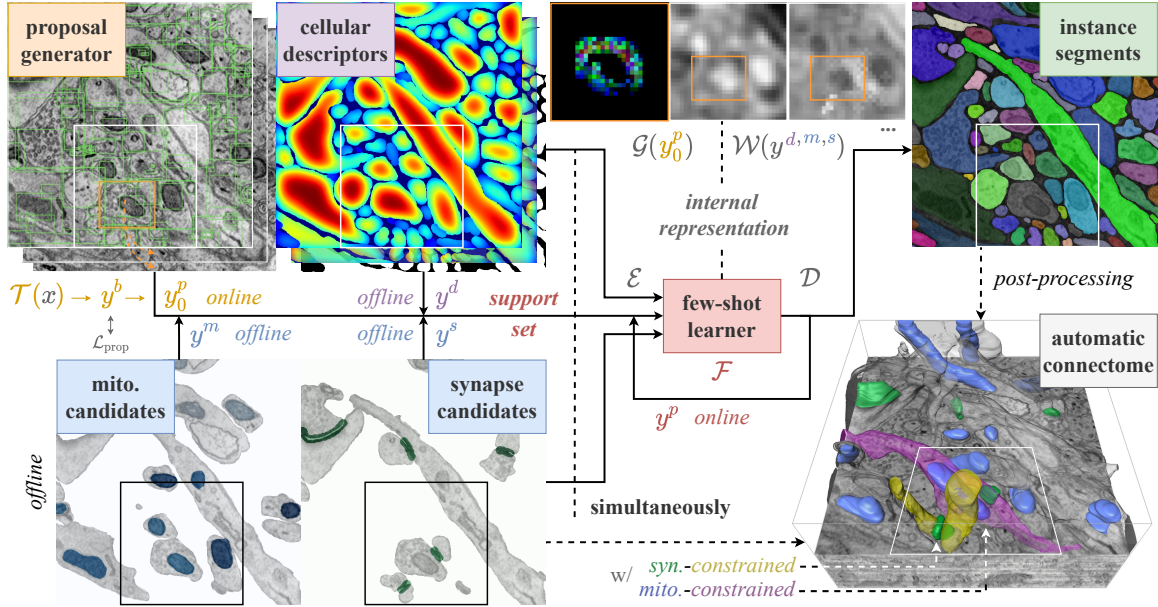 proposal
generator
cellular
descriptors
instance
segments
𝒢(y₀ᵖ)
𝒲(yᵈ,ᵐ,ˢ)
...
internal
representation
𝒯(x) → yᵇ → y₀ᵖ online
offline yᵈ
support
set
ℰ
𝒟
few-shot
learner
post-processing
ℒprop
yᵐ offline
offline yˢ
ℱ
yᵖ online
automatic
connectome
mito.
candidates
synapse
candidates
offline
simultaneously
w/ syn.-constrained
mito.-constrained